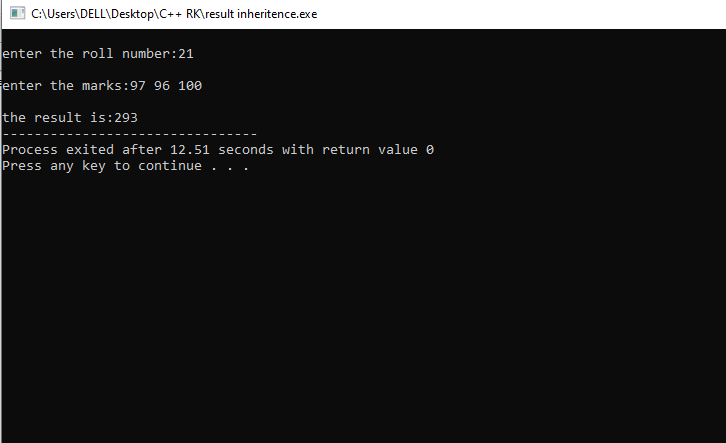 C:\Users\DELL\Desktop\C++ RK\result inheritence.exe
enter the roll number:21
enter the marks:97 96 100
the result is:293
--------------------------------
Process exited after 12.51 seconds with return value 0
Press any key to continue . . .